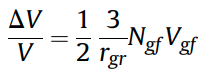 ΔV/V = 1/2 3/r_gr N_gf V_gf